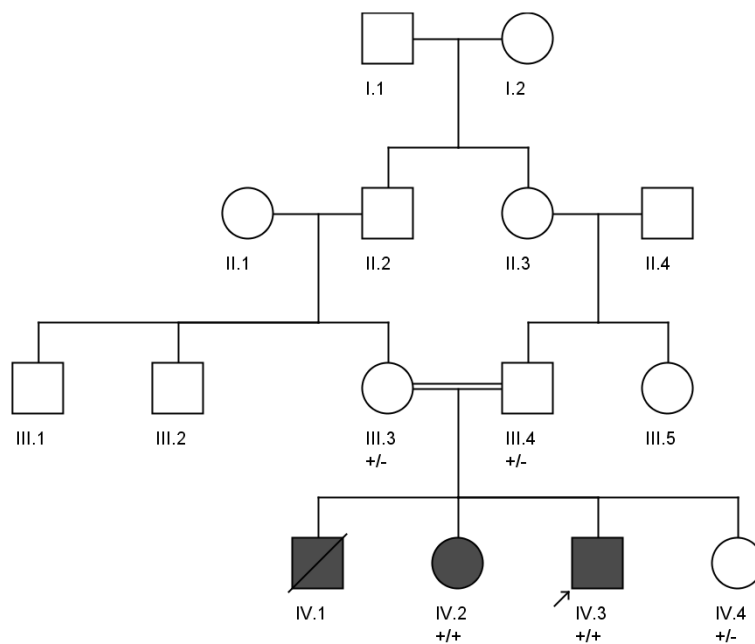 I.1 I.2
II.1 II.2 II.3 II.4
III.1 III.2 III.3 III.4 III.5
+/- +/-
IV.1 IV.2 IV.3 IV.4
+/+ +/+ +/-